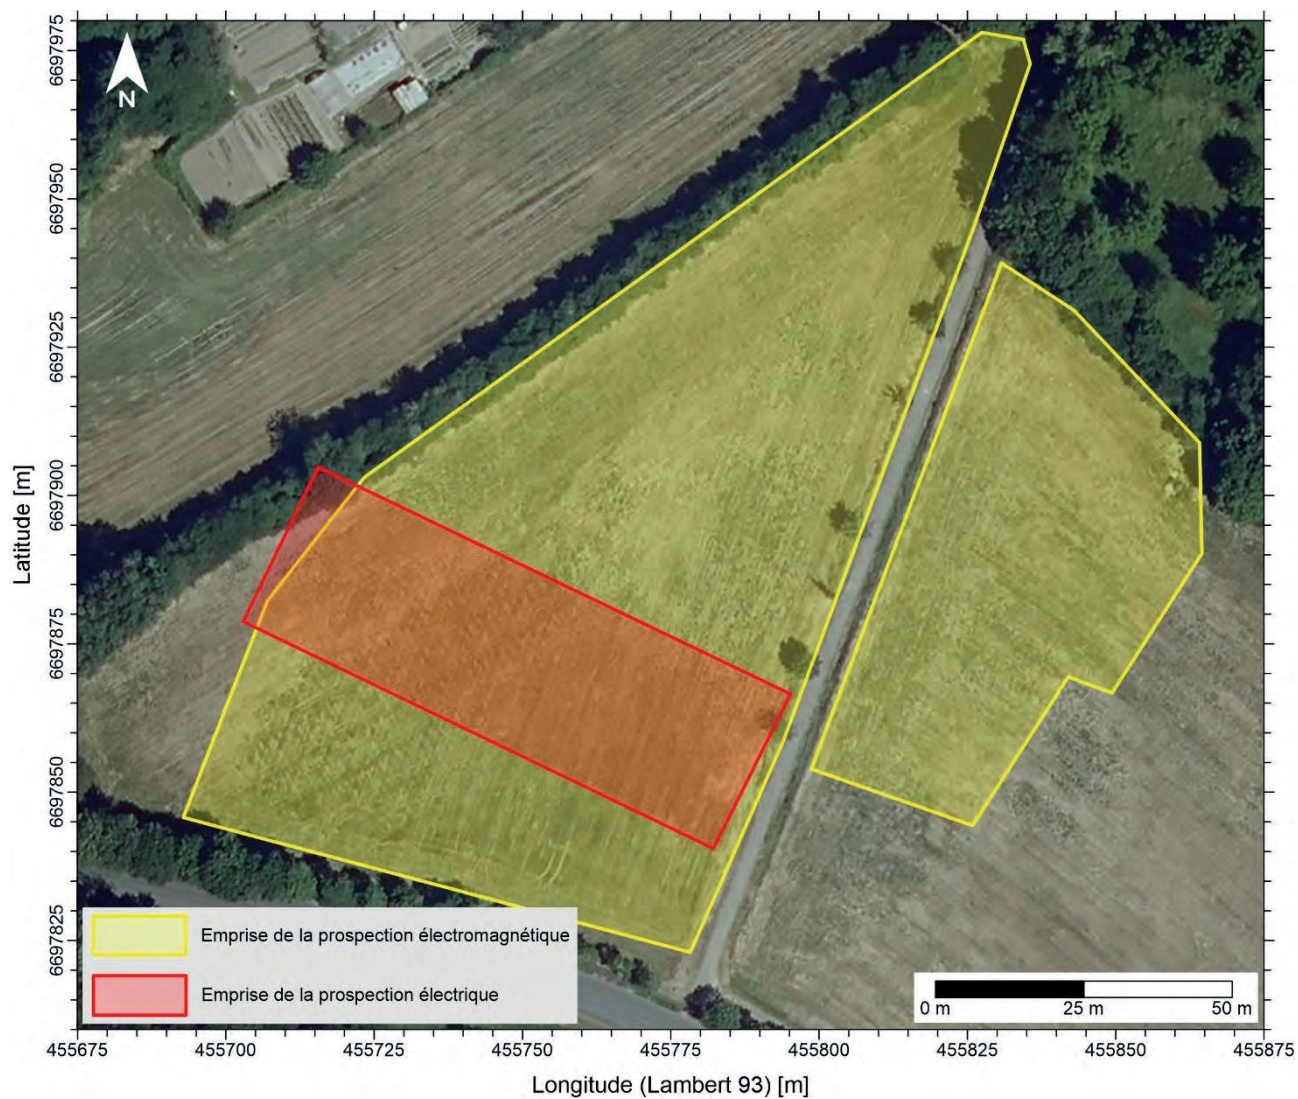 N
6697975
6697950
6697925
6697900
6697875
6697850
6697825
Latitude [m]
Emprise de la prospection électromagnétique
Emprise de la prospection électrique
0 m 25 m 50 m
455675 455700 455725 455750 455775 455800 455825 455850 455875
Longitude (Lambert 93) [m]